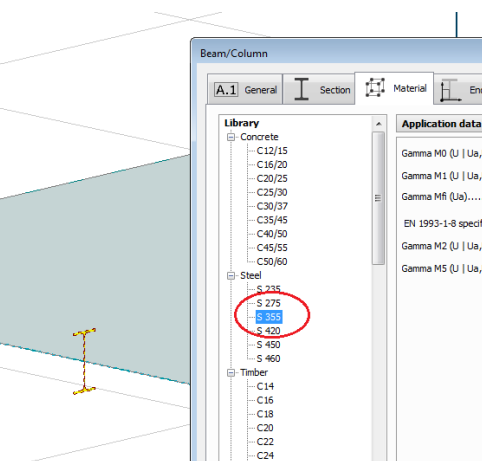 Beam/Column
A.1 General Section Material
Library
Concrete
C12/15
C16/20
C20/25
C25/30
C30/37
C35/45
C40/50
C45/55
C50/60
Steel
S 235
S 275
S 355
S 420
S 450
S 460
Timber
C14
C16
C18
C20
C22
C24
Application data
Gamma M0 (U | Ua,
Gamma M1 (U | Ua,
Gamma Mfi (Ua)....
EN 1993-1-8 specif
Gamma M2 (U | Ua,
Gamma M5 (U | Ua,